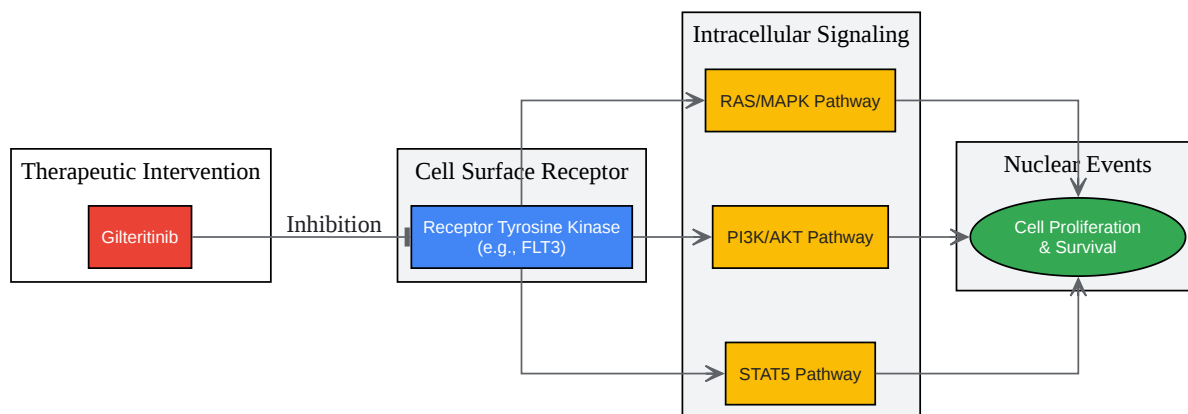 Therapeutic Intervention
Gilteritinib
Inhibition
Cell Surface Receptor
Receptor Tyrosine Kinase
(e.g., FLT3)
Intracellular Signaling
RAS/MAPK Pathway
PI3K/AKT Pathway
STAT5 Pathway
Nuclear Events
Cell Proliferation
& Survival